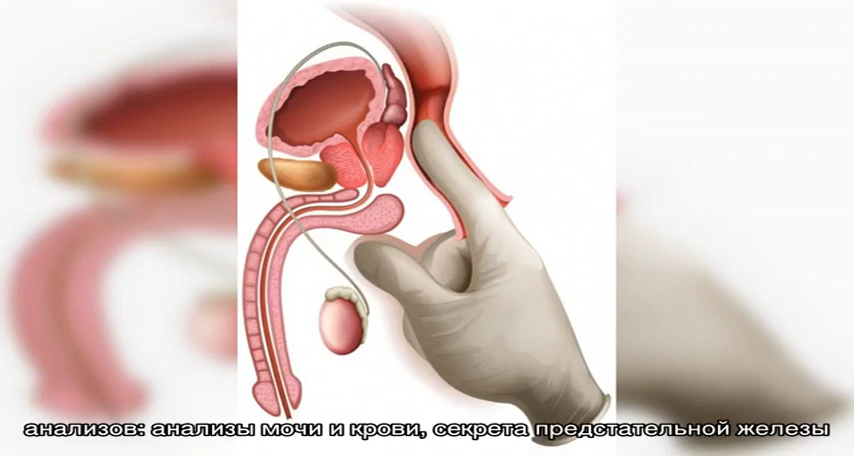 анализов: анализы мочи и крови, секрета предстательной железы